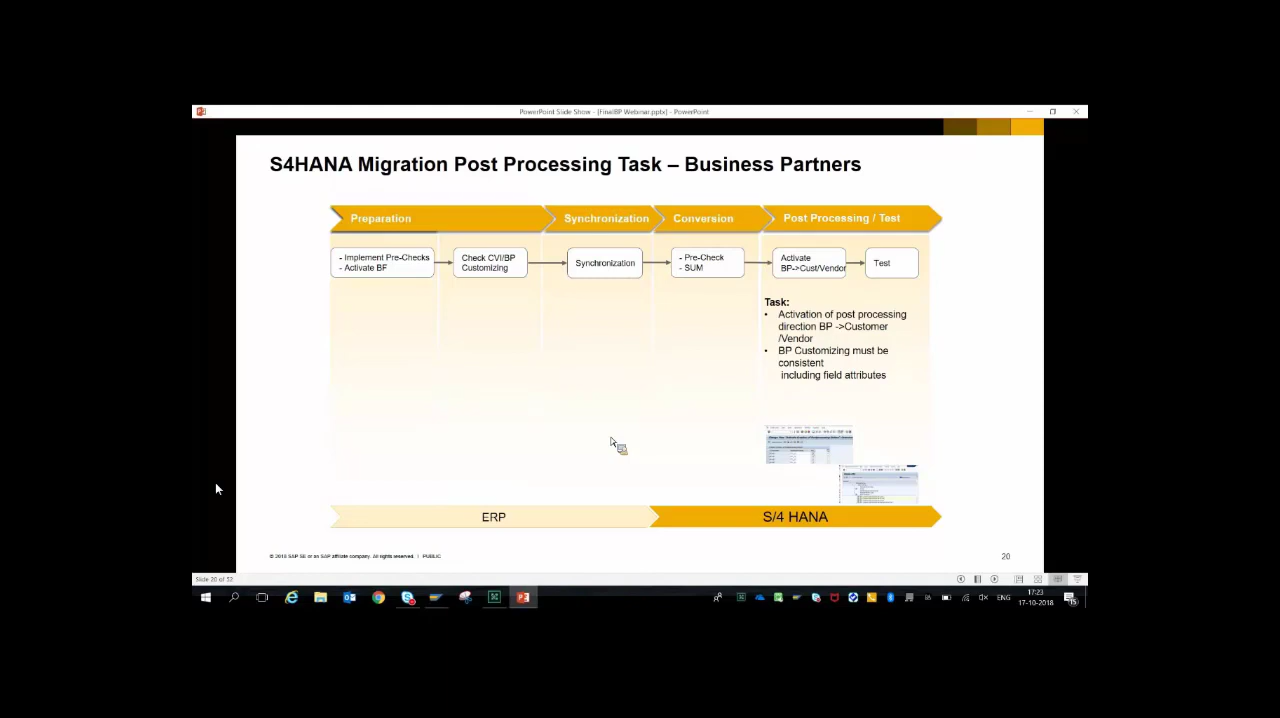 PowerPoint Slide Show - [FinalBP Webinar.pptx] - PowerPoint
S4HANA Migration Post Processing Task – Business Partners
Preparation
Synchronization
Conversion
Post Processing / Test
- Implement Pre-Checks
- Activate BF
Check CVI/BP
Customizing
Synchronization
- Pre-Check
- SUM
Activate
BP->Cust/Vendor
Test
Task:
• Activation of post processing
direction BP ->Customer
/Vendor
• BP Customizing must be
consistent
including field attributes
ERP
S/4 HANA
© 2018 SAP SE or an SAP affiliate company. All rights reserved. | PUBLIC
20
Slide 20 of 52
ENG
17:23
17-10-2018
15